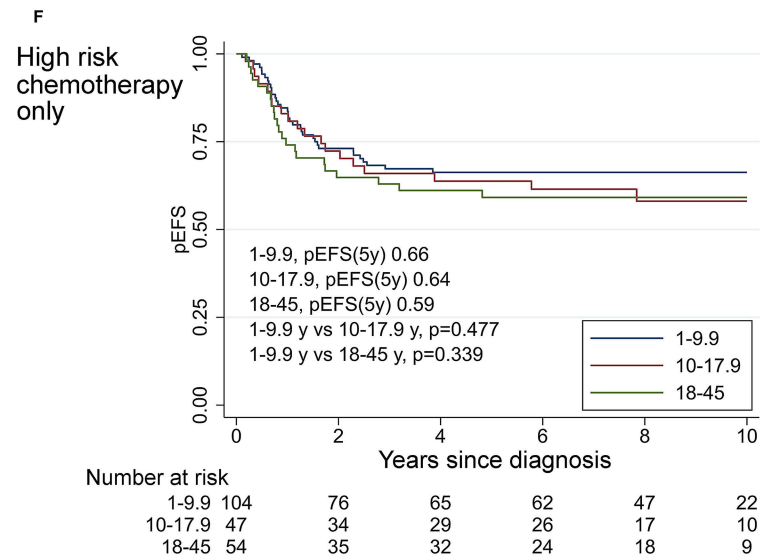 F
High risk
chemotherapy
only
pEFS
1.00
0.75
0.50
0.25
0.00
1-9.9, pEFS(5y) 0.66
10-17.9, pEFS(5y) 0.64
18-45, pEFS(5y) 0.59
1-9.9 y vs 10-17.9 y, p=0.477
1-9.9 y vs 18-45 y, p=0.339
1-9.9
10-17.9
18-45
0 2 4 6 8 10
Years since diagnosis
Number at risk
1-9.9 104 76 65 62 47 22
10-17.9 47 34 29 26 17 10
18-45 54 35 32 24 18 9